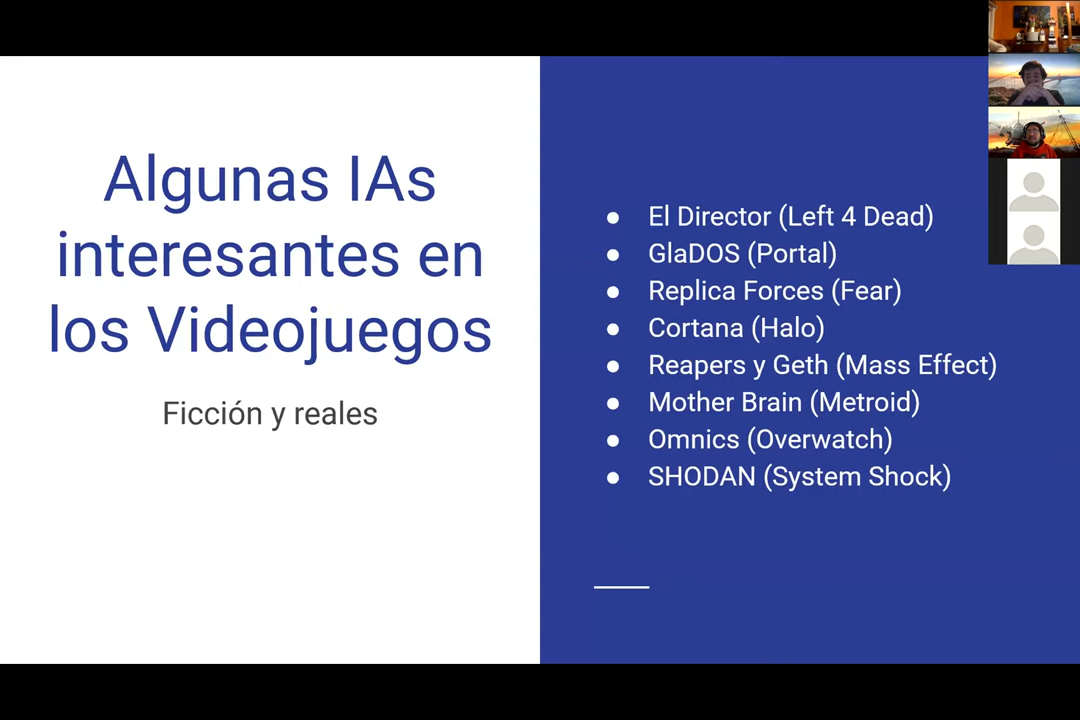 Algunas IAs
interesantes en
los Videojuegos
Ficción y reales
● El Director (Left 4 Dead)
● GlaDOS (Portal)
● Replica Forces (Fear)
● Cortana (Halo)
● Reapers y Geth (Mass Effect)
● Mother Brain (Metroid)
● Omnics (Overwatch)
● SHODAN (System Shock)